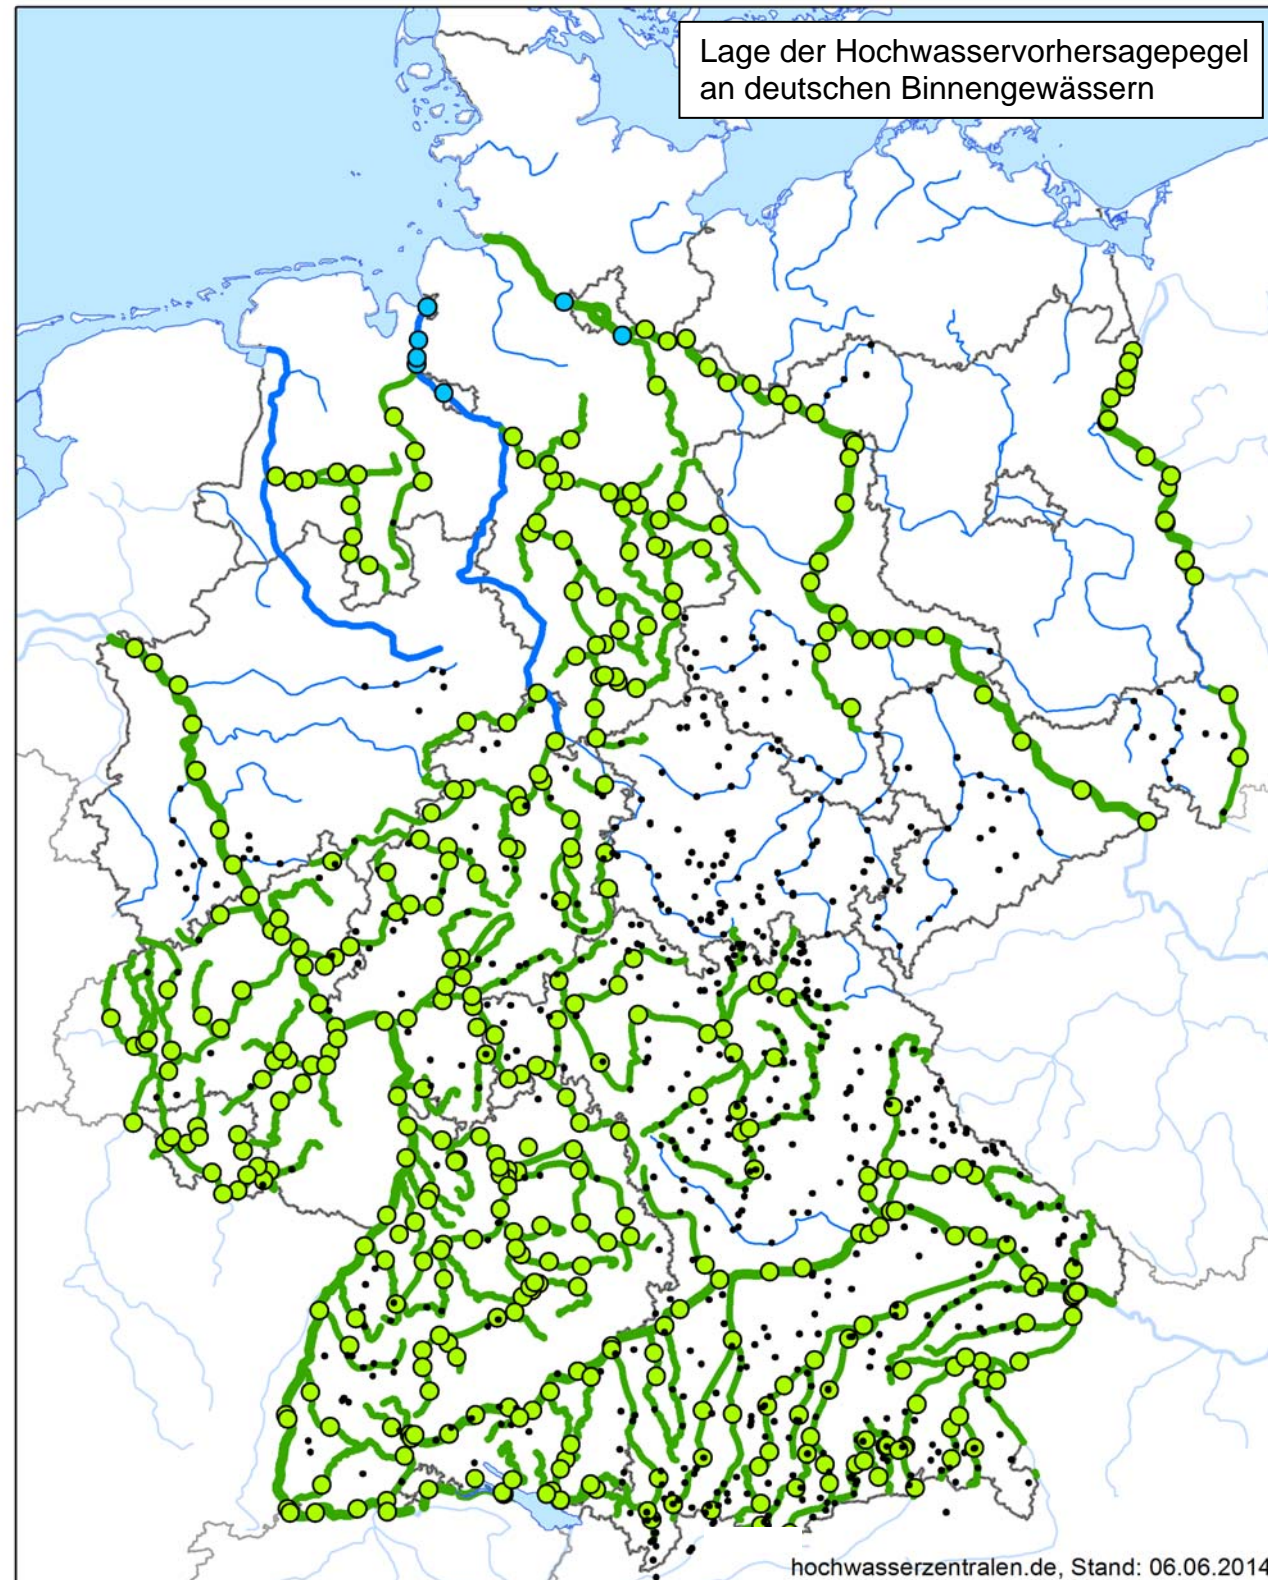 Lage der Hochwasservorhersagepegel
an deutschen Binnengewässern
hochwasserzentralen.de, Stand: 06.06.2014